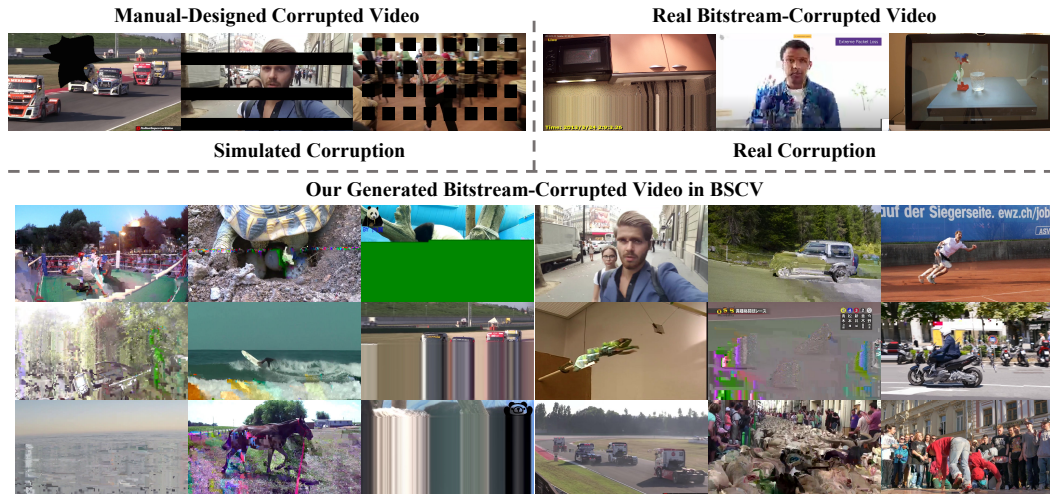 Manual-Designed Corrupted Video
Real Bitstream-Corrupted Video
Extreme Packet Loss
Simulated Corruption
Real Corruption
Our Generated Bitstream-Corrupted Video in BSCV
auf der Siegerseite. ewz.ch/job